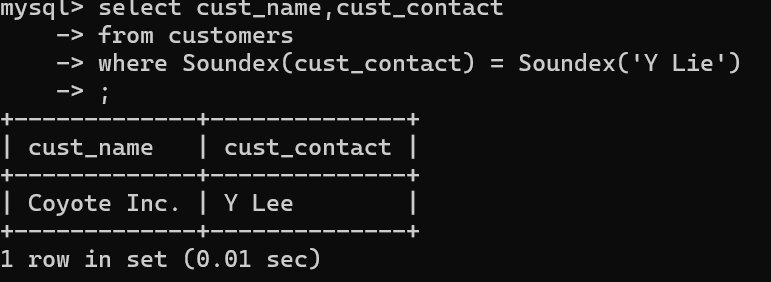 mysql> select cust_name,cust_contact
    -> from customers
    -> where Soundex(cust_contact) = Soundex('Y Lie')
    -> ;
+-------------+--------------+
| cust_name   | cust_contact |
+-------------+--------------+
| Coyote Inc. | Y Lee        |
+-------------+--------------+
1 row in set (0.01 sec)